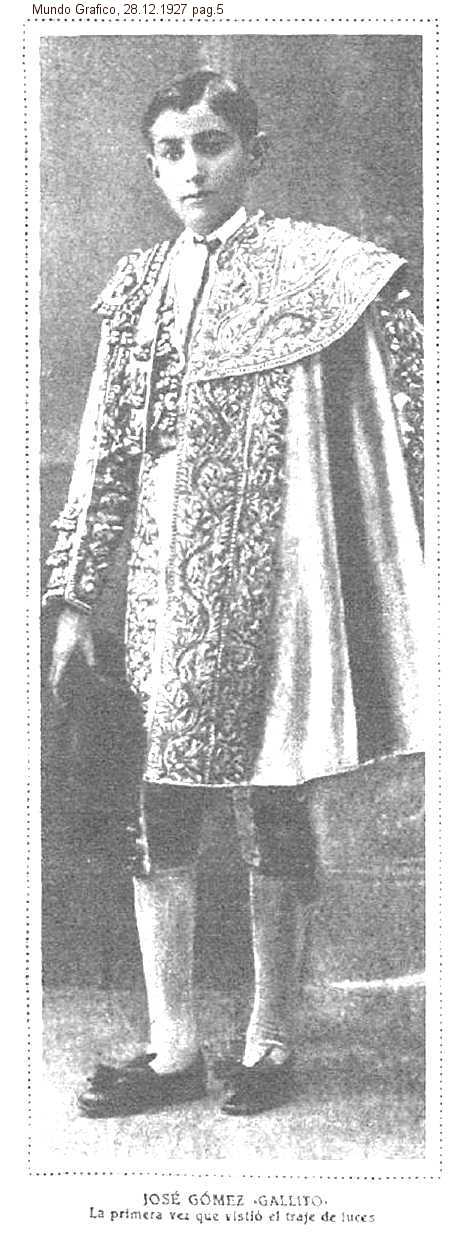 Mundo Grafico, 28.12.1927 pag.5
JOSÉ GÓMEZ «GALLITO»
La primera vez que vistió el traje de luces